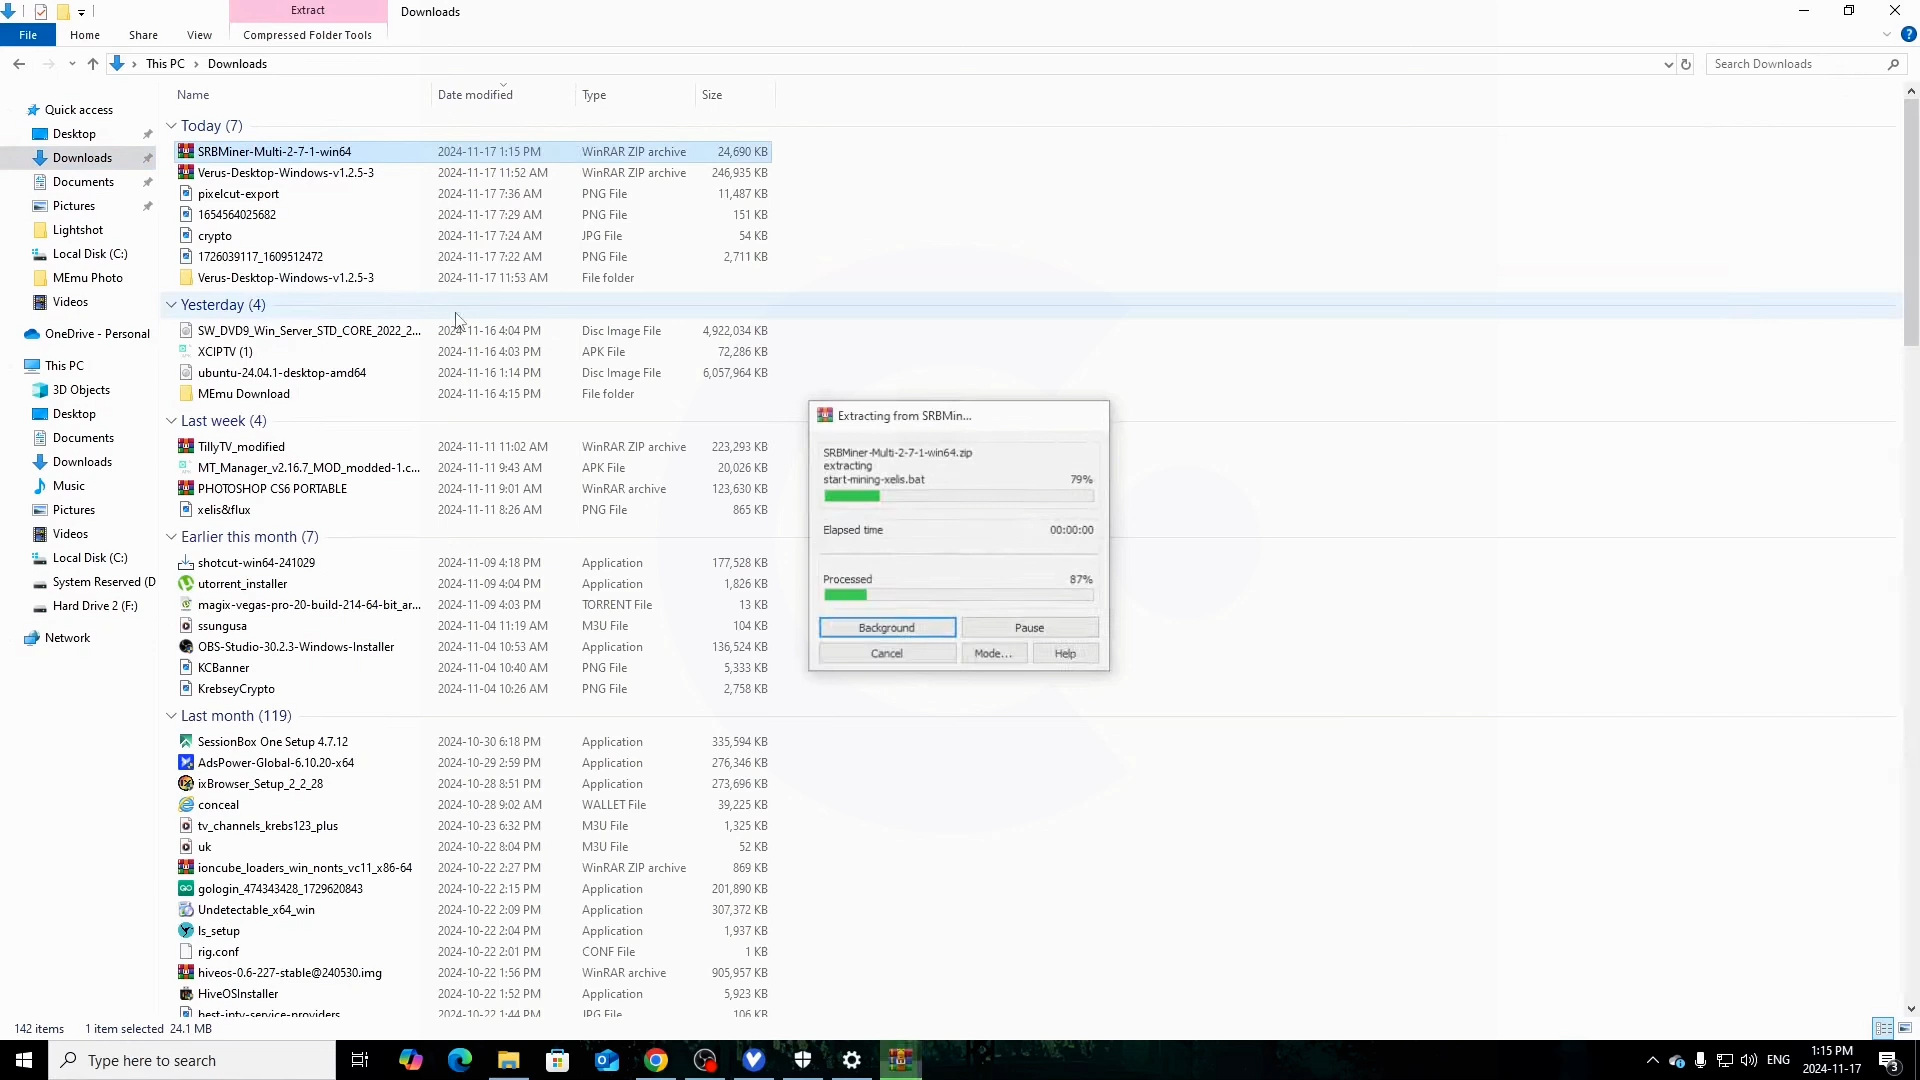 Extract
Downloads
File
Home
Share
View
Compressed Folder Tools
This PC
Downloads
Search Downloads
Name
Date modified
Type
Size
Quick access
Desktop
Downloads
Documents
Pictures
Lightshot
Local Disk (C:)
MEmu Photo
Videos
OneDrive - Personal
This PC
3D Objects
Desktop
Documents
Downloads
Music
Pictures
Videos
Local Disk (C:)
System Reserved (D
Hard Drive 2 (F:)
Network
Today (7)
SRBMiner-Multi-2-7-1-win64 2024-11-17 1:15 PM WinRAR ZIP archive 24,690 KB
Verus-Desktop-Windows-v1.2.5-3 2024-11-17 11:52 AM WinRAR ZIP archive 246,935 KB
pixelcut-export 2024-11-17 7:36 AM PNG File 11,487 KB
1654564025682 2024-11-17 7:29 AM PNG File 151 KB
crypto 2024-11-17 7:24 AM JPG File 54 KB
1726039117_1609512472 2024-11-17 7:22 AM PNG File 2,711 KB
Verus-Desktop-Windows-v1.2.5-3 2024-11-17 11:53 AM File folder
Yesterday (4)
SW_DVD9_Win_Server_STD_CORE_2022_2... 2024-11-16 4:04 PM Disc Image File 4,922,034 KB
XCIPTV (1) 2024-11-16 4:03 PM APK File 72,286 KB
ubuntu-24.04.1-desktop-amd64 2024-11-16 1:14 PM Disc Image File 6,057,964 KB
MEmu Download 2024-11-16 4:15 PM File folder
Last week (4)
TillyTV_modified 2024-11-11 11:02 AM WinRAR ZIP archive 223,293 KB
MT_Manager_v2.16.7_MOD_modded-1.c... 2024-11-11 9:43 AM APK File 20,026 KB
PHOTOSHOP CS6 PORTABLE 2024-11-11 9:01 AM WinRAR archive 123,630 KB
xelis&flux 2024-11-11 8:26 AM PNG File 865 KB
Earlier this month (7)
shotcut-win64-241029 2024-11-09 4:18 PM Application 177,528 KB
utorrent_installer 2024-11-09 4:04 PM Application 1,826 KB
magix-vegas-pro-20-build-214-64-bit_ar... 2024-11-09 4:03 PM TORRENT File 13 KB
ssungusa 2024-11-04 11:19 AM M3U File 104 KB
OBS-Studio-30.2.3-Windows-Installer 2024-11-04 10:53 AM Application 136,524 KB
KCBanner 2024-11-04 10:40 AM PNG File 5,333 KB
KrebseyCrypto 2024-11-04 10:26 AM PNG File 2,758 KB
Last month (119)
SessionBox One Setup 4.7.12 2024-10-30 6:18 PM Application 335,594 KB
AdsPower-Global-6.10.20-x64 2024-10-29 2:59 PM Application 276,346 KB
ixBrowser_Setup_2_2_28 2024-10-28 8:51 PM Application 273,696 KB
conceal 2024-10-28 9:02 AM WALLET File 39,225 KB
tv_channels_krebs123_plus 2024-10-23 6:32 PM M3U File 1,325 KB
uk 2024-10-22 8:04 PM M3U File 52 KB
ioncube_loaders_win_nonts_vc11_x86-64 2024-10-22 2:27 PM WinRAR ZIP archive 869 KB
gologin_474343428_1729620843 2024-10-22 2:15 PM Application 201,890 KB
Undetectable_x64_win 2024-10-22 2:09 PM Application 307,372 KB
ls_setup 2024-10-22 2:04 PM Application 1,937 KB
rig.conf 2024-10-22 2:01 PM CONF File 1 KB
hiveos-0.6-227-stable@240530.img 2024-10-22 1:56 PM WinRAR archive 905,957 KB
HiveOSInstaller 2024-10-22 1:52 PM Application 5,923 KB
best-iptv-service-providers 2024-10-22 1:44 PM JPG File 106 KB
Extracting from SRBMin...
SRBMiner-Multi-2-7-1-win64.zip
extracting
start-mining-xelis.bat 79%
Elapsed time 00:00:00
Processed 87%
Background Pause
Cancel Mode... Help
142 items 1 item selected 24.1 MB
Type here to search
ENG
1:15 PM
2024-11-17
3